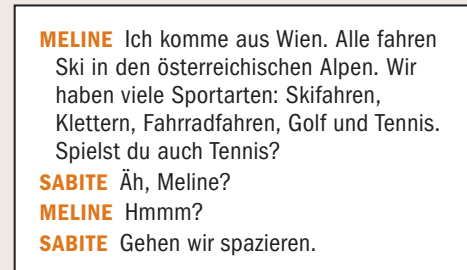 MELINE Ich komme aus Wien. Alle fahren
Ski in den österreichischen Alpen. Wir
haben viele Sportarten: Skifahren,
Klettern, Fahrradfahren, Golf und Tennis.
Spielst du auch Tennis?
SABITE Äh, Meline?
MELINE Hmmm?
SABITE Gehen wir spazieren.